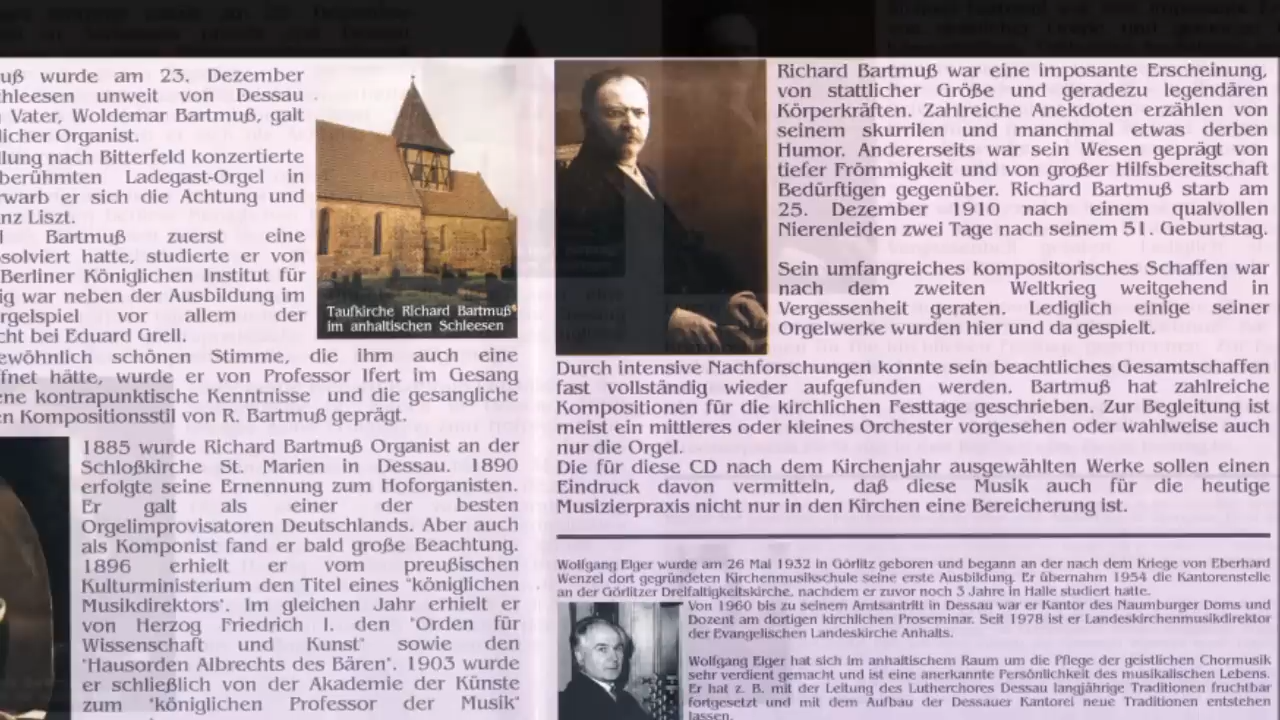 uß wurde am 23. Dezember
chleesen unweit von Dessau
Vater, Woldemar Bartmuß, galt
licher Organist.
llung nach Bitterfeld konzertierte
berühmten Ladegast-Orgel in
rwarb er sich die Achtung und
nz Liszt.
Bartmuß zuerst eine
solviert hatte, studierte er von
Berliner Königlichen Institut für
ig war neben der Ausbildung im
rgelspiel vor allem der
cht bei Eduard Grell.
ewöhnlich schönen Stimme, die ihm auch eine
ffnet hätte, wurde er von Professor Ifert im Gesang
ene kontrapunktische Kenntnisse und die gesangliche
en Kompositionsstil von R. Bartmuß geprägt.
Taufkirche Richard Bartmuß'
im anhaltischen Schleesen
1885 wurde Richard Bartmuß Organist an der
Schloßkirche St. Marien in Dessau. 1890
erfolgte seine Ernennung zum Hoforganisten.
Er galt als einer der besten
Orgelimprovisatoren Deutschlands. Aber auch
als Komponist fand er bald große Beachtung.
1896 erhielt er vom preußischen
Kulturministerium den Titel eines "königlichen
Musikdirektors". Im gleichen Jahr erhielt er
von Herzog Friedrich I. den "Orden für
Wissenschaft und Kunst" sowie den
"Hausorden Albrechts des Bären". 1903 wurde
er schließlich von der Akademie der Künste
zum "königlichen Professor der Musik"
Richard Bartmuß war eine imposante Erscheinung,
von stattlicher Größe und geradezu legendären
Körperkräften. Zahlreiche Anekdoten erzählen von
seinem skurrilen und manchmal etwas derben
Humor. Andererseits war sein Wesen geprägt von
tiefer Frömmigkeit und von großer Hilfsbereitschaft
Bedürftigen gegenüber. Richard Bartmuß starb am
25. Dezember 1910 nach einem qualvollen
Nierenleiden zwei Tage nach seinem 51. Geburtstag.
Sein umfangreiches kompositorisches Schaffen war
nach dem zweiten Weltkrieg weitgehend in
Vergessenheit geraten. Lediglich einige seiner
Orgelwerke wurden hier und da gespielt.
Durch intensive Nachforschungen konnte sein beachtliches Gesamtschaffen
fast vollständig wieder aufgefunden werden. Bartmuß hat zahlreiche
Kompositionen für die kirchlichen Festtage geschrieben. Zur Begleitung ist
meist ein mittleres oder kleines Orchester vorgesehen oder wahlweise auch
nur die Orgel.
Die für diese CD nach dem Kirchenjahr ausgewählten Werke sollen einen
Eindruck davon vermitteln, daß diese Musik auch für die heutige
Musizierpraxis nicht nur in den Kirchen eine Bereicherung ist.
Wolfgang Elger wurde am 26 Mai 1932 in Görlitz geboren und begann an der nach dem Kriege von Eberhard
Wenzel dort gegründeten Kirchenmusikschule seine erste Ausbildung. Er übernahm 1954 die Kantorenstelle
an der Görlitzer Dreifaltigkeitskirche, nachdem er zuvor noch 3 Jahre in Halle studiert hatte.
Von 1960 bis zu seinem Amtsantritt in Dessau war er Kantor des Naumburger Doms und
Dozent am dortigen kirchlichen Proseminar. Seit 1978 ist er Landeskirchenmusikdirektor
der Evangelischen Landeskirche Anhalts.
Wolfgang Elger hat sich im anhaltischem Raum um die Pflege der geistlichen Chormusik
sehr verdient gemacht und ist eine anerkannte Persönlichkeit des musikalischen Lebens.
Er hat z. B. mit der Leitung des Lutherchores Dessau langjährige Traditionen fruchtbar
fortgesetzt und mit dem Aufbau der Dessauer Kantorei neue Traditionen entstehen
lassen.